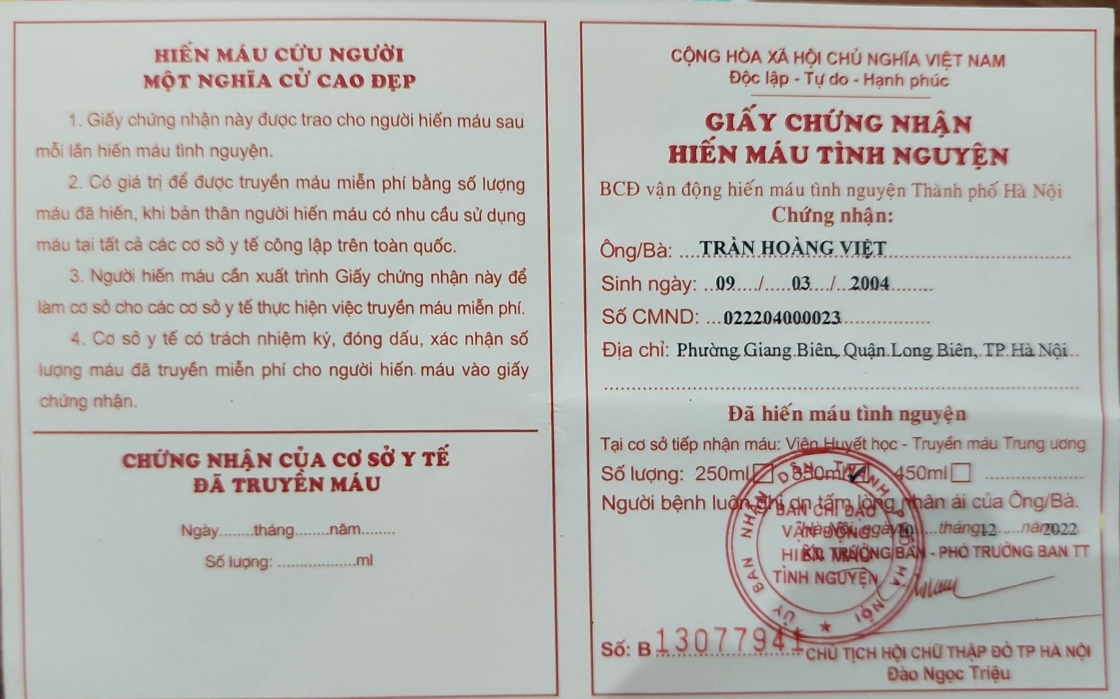 HIẾN MÁU CỨU NGƯỜI
MỘT NGHĨA CỬ CAO ĐẸP
1. Giấy chứng nhận này được trao cho người hiến máu sau
mỗi lần hiến máu tình nguyện.
2. Có giá trị để được truyền máu miễn phí bằng số lượng
máu đã hiến, khi bản thân người hiến máu có nhu cầu sử dụng
máu tại tất cả các cơ sở y tế công lập trên toàn quốc.
3. Người hiến máu cần xuất trình Giấy chứng nhận này để
làm cơ sở cho các cơ sở y tế thực hiện việc truyền máu miễn phí.
4. Cơ sở y tế có trách nhiệm ký, đóng dấu, xác nhận số
lượng máu đã truyền miễn phí cho người hiến máu vào giấy
chứng nhận.
CHỨNG NHẬN CỦA CƠ SỞ Y TẾ
ĐÃ TRUYỀN MÁU
Ngày.......tháng.......năm........
Số lượng: ..................ml
CỘNG HÒA XÃ HỘI CHỦ NGHĨA VIỆT NAM
Độc lập - Tự do - Hạnh phúc
GIẤY CHỨNG NHẬN
HIẾN MÁU TÌNH NGUYỆN
BCĐ vận động hiến máu tình nguyện Thành phố Hà Nội
Chứng nhận:
Ông/Bà: TRẦN HOÀNG VIỆT
Sinh ngày: 09 / 03 / 2004
Số CMND: 022204000023
Địa chỉ: Phường Giang Biên, Quận Long Biên, TP.Hà Nội
Đã hiến máu tình nguyện
Tại cơ sở tiếp nhận máu: Viện Huyết học - Truyền máu Trung ương
Số lượng: 250ml 350ml 450ml
Người bệnh luôn ghi ơn tấm lòng nhân ái của Ông/Bà.
Hà Nội, ngày 10 tháng 12 năm 2022
KT. TRƯỞNG BAN - PHÓ TRƯỞNG BAN TT
ỦY BAN NHÂN DÂN THÀNH PHỐ HÀ NỘI
BAN CHỈ ĐẠO
VẬN ĐỘNG
HIẾN MÁU
TÌNH NGUYỆN
Số: B 13077941
CHỦ TỊCH HỘI CHỮ THẬP ĐỎ TP HÀ NỘI
Đào Ngọc Triệu